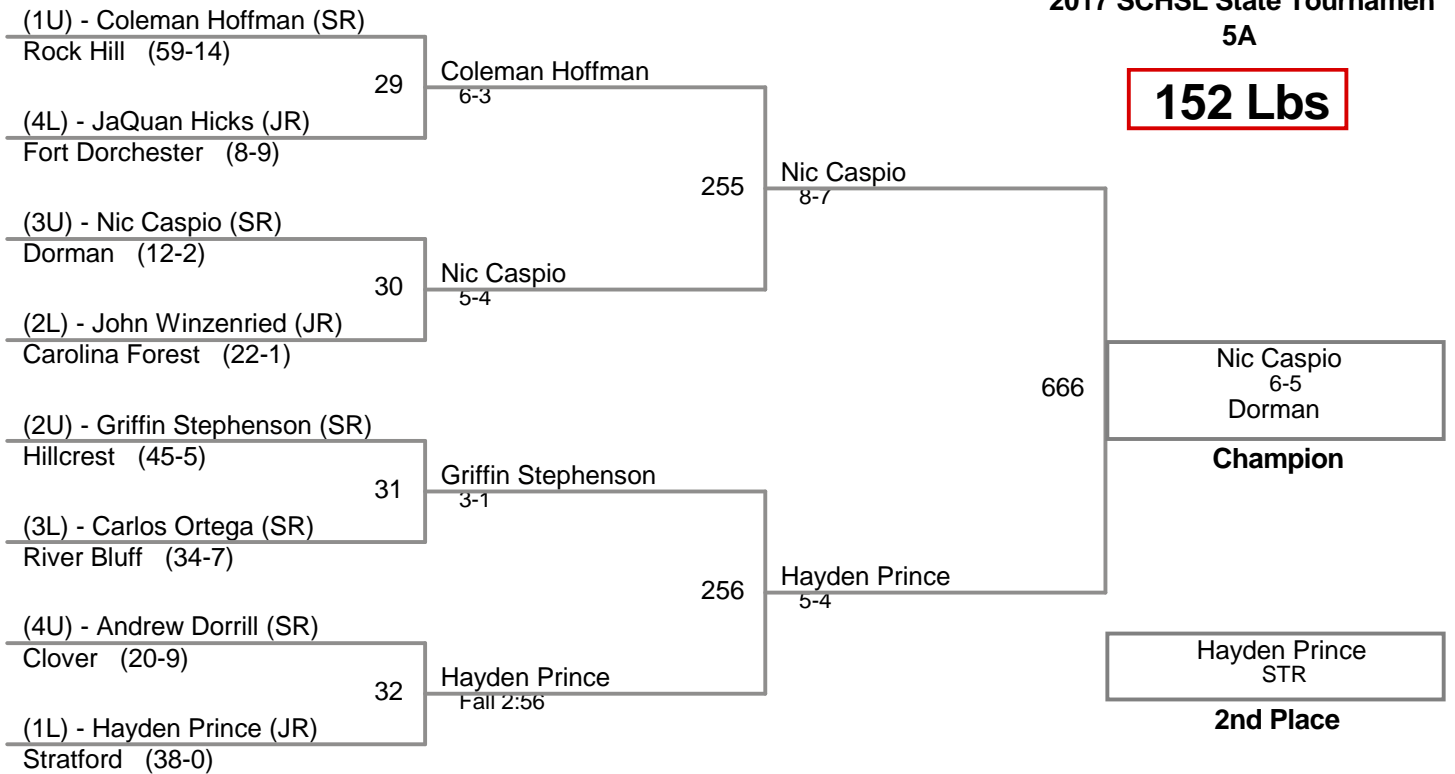 2017 SCHSL State Tournamen
5A
152 Lbs
(1U) - Coleman Hoffman (SR)
Rock Hill (59-14)
29
(4L) - JaQuan Hicks (JR)
Fort Dorchester (8-9)
Coleman Hoffman
6-3
(3U) - Nic Caspio (SR)
Dorman (12-2)
30
(2L) - John Winzenried (JR)
Carolina Forest (22-1)
Nic Caspio
5-4
255
Nic Caspio
8-7
(2U) - Griffin Stephenson (SR)
Hillcrest (45-5)
31
(3L) - Carlos Ortega (SR)
River Bluff (34-7)
Griffin Stephenson
3-1
(4U) - Andrew Dorrill (SR)
Clover (20-9)
32
(1L) - Hayden Prince (JR)
Stratford (38-0)
Hayden Prince
Fall 2:56
256
Hayden Prince
5-4
666
Nic Caspio
6-5
Dorman
Champion
Hayden Prince
STR
2nd Place